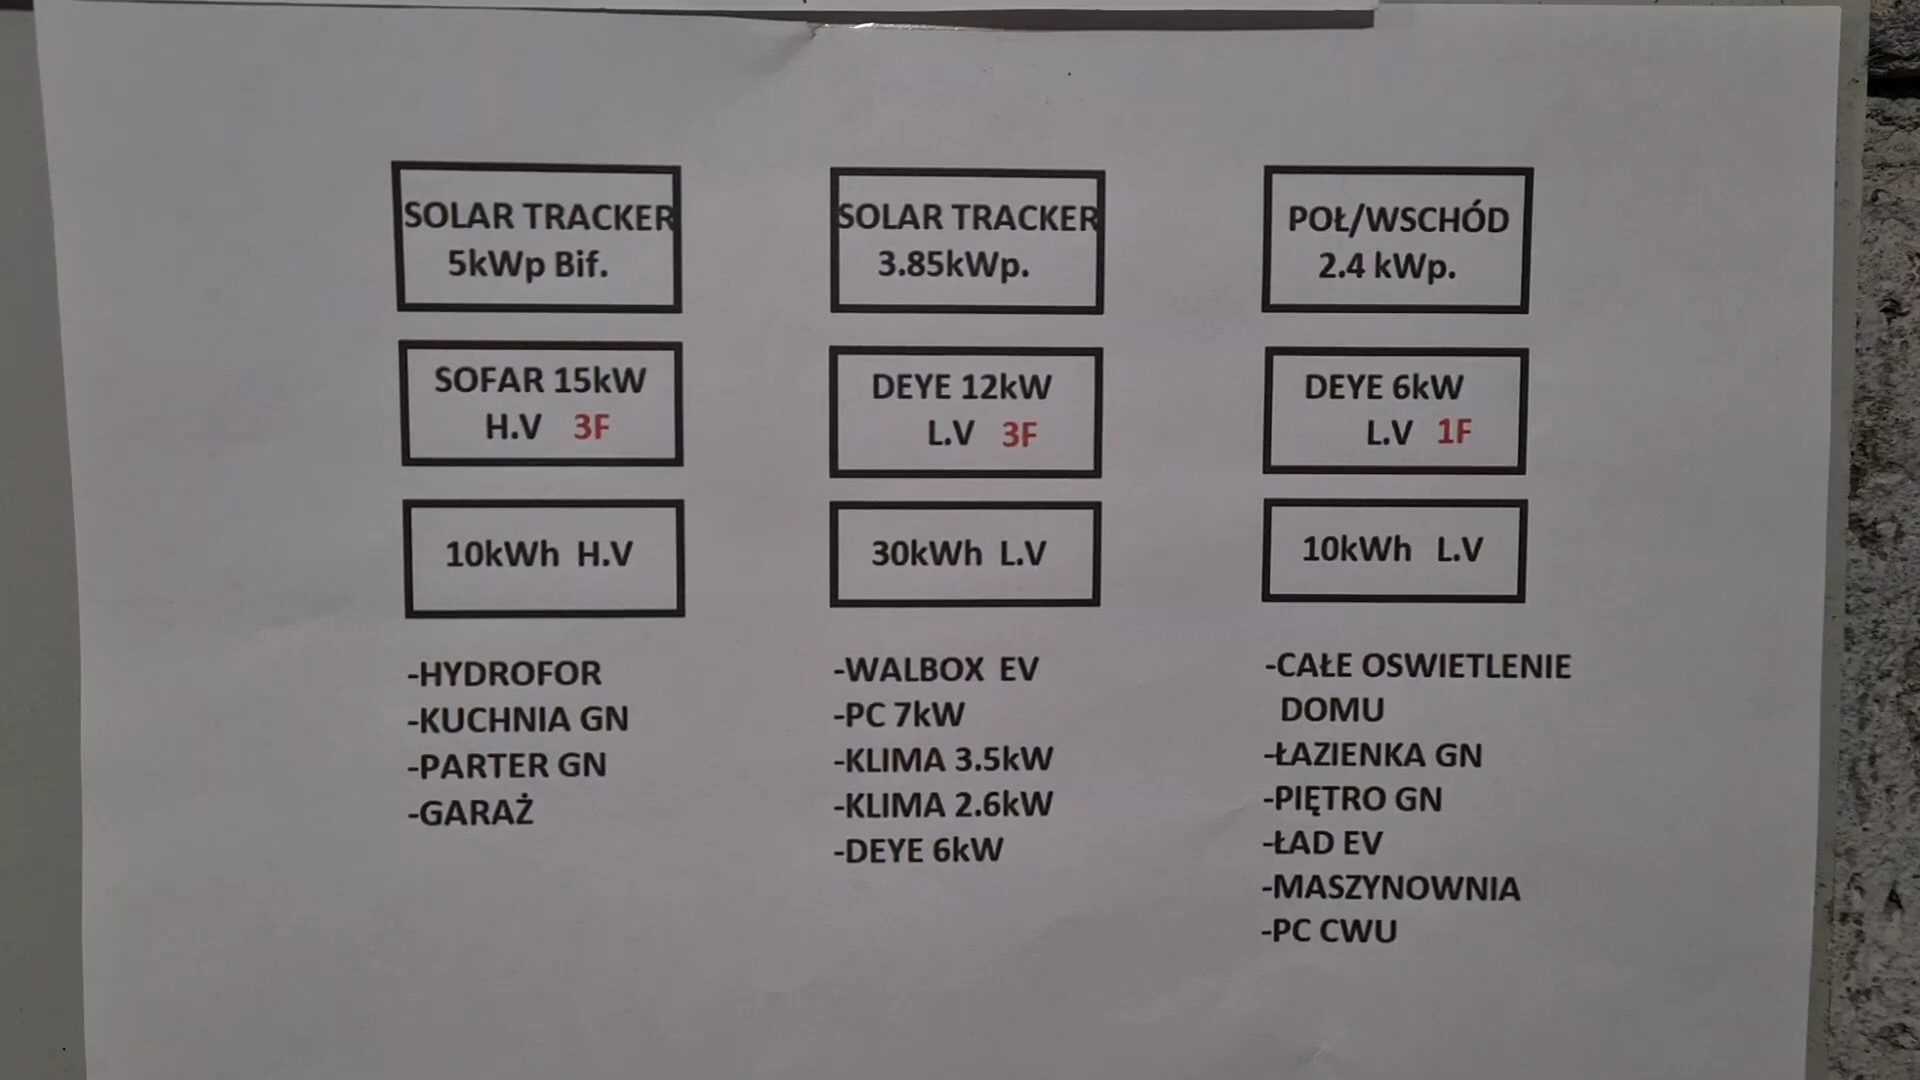 SOLAR TRACKER
5kWp Bif.
SOFAR 15kW
H.V 3F
10kWh H.V
-HYDROFOR
-KUCHNIA GN
-PARTER GN
-GARAŻ
SOLAR TRACKER
3.85kWp.
DEYE 12kW
L.V 3F
30kWh L.V
-WALBOX EV
-PC 7kW
-KLIMA 3.5kW
-KLIMA 2.6kW
-DEYE 6kW
POŁ/WSCHÓD
2.4 kWp.
DEYE 6kW
L.V 1F
10kWh L.V
-CAŁE OSWIETLENIE
DOMU
-ŁAZIENKA GN
-PIĘTRO GN
-ŁAD EV
-MASZYNOWNIA
-PC CWU